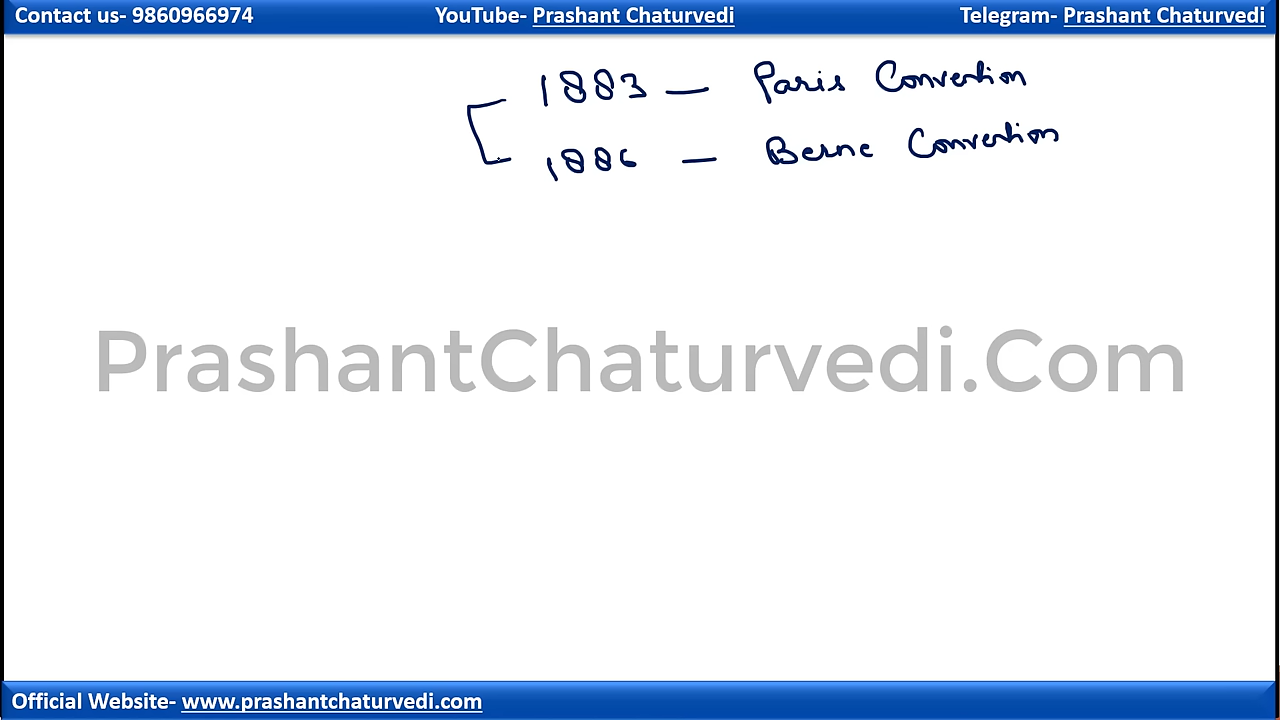 Contact us- 9860966974 YouTube- Prashant Chaturvedi Telegram- Prashant Chaturvedi
1883 — Paris Convention
1886 — Berne Convention
PrashantChaturvedi.Com
Official Website- www.prashantchaturvedi.com